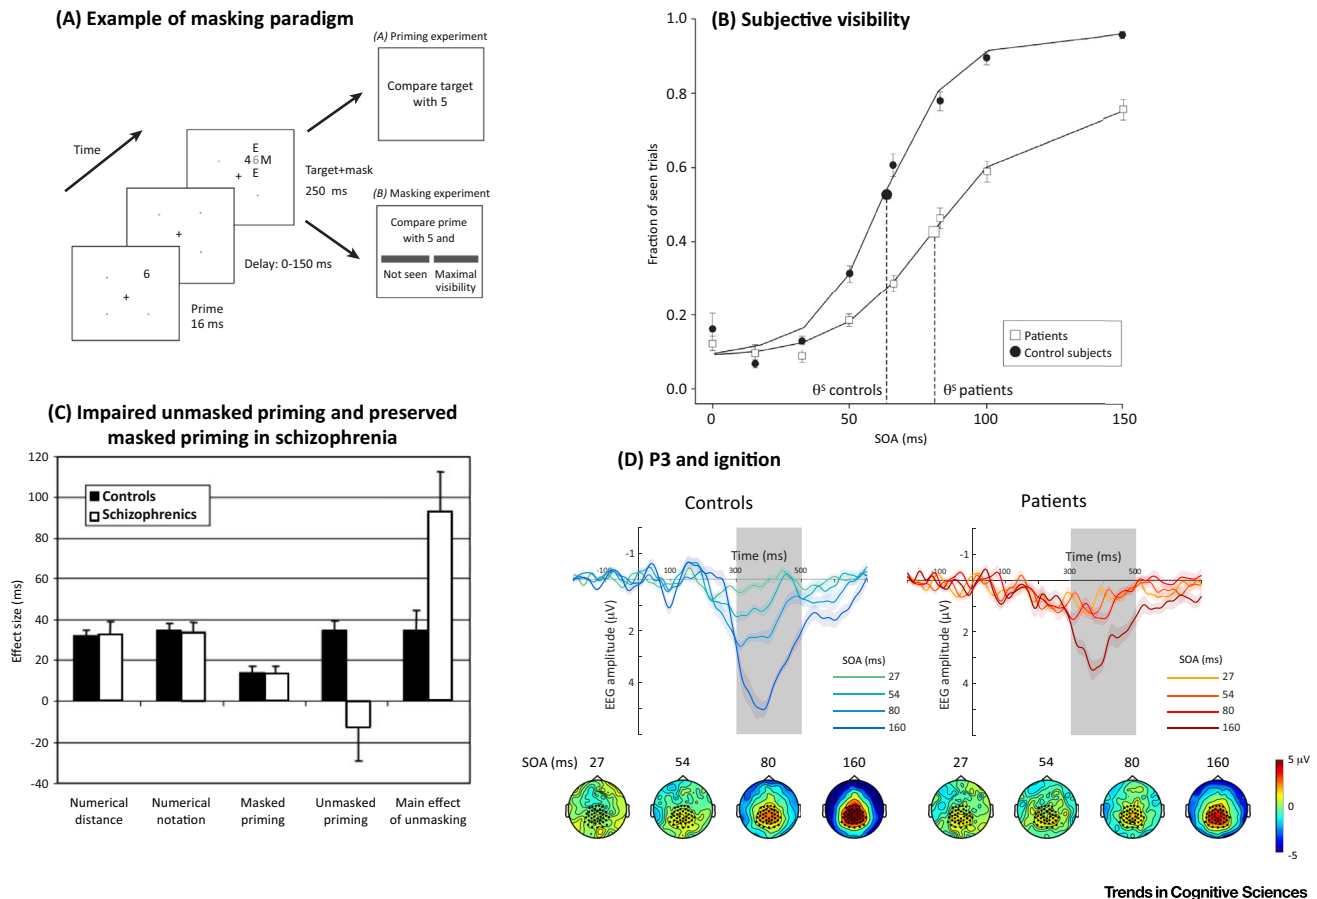 (A) Example of masking paradigm
(A) Priming experiment
Compare target
with 5
Time
E
4 6 M
+ E
Target+mask
250 ms
(B) Masking experiment
Compare prime
with 5 and
Not seen Maximal
visibility
+
Delay: 0-150 ms
6
+
Prime
16 ms
(B) Subjective visibility
1.0
0.8
0.6
0.4
0.2
0.0
Fraction of seen trials
Patients
Control subjects
θS controls
θS patients
0 50 100 150
SOA (ms)
(C) Impaired unmasked priming and preserved
masked priming in schizophrenia
120
100
80
60
40
20
0
-20
-40
Effect size (ms)
Controls
Schizophrenics
Numerical
distance
Numerical
notation
Masked
priming
Unmasked
priming
Main effect
of unmasking
(D) P3 and ignition
Controls
-1
Time (ms)
-100 100 300 500
2
4
EEG amplitude (µV)
SOA (ms)
27
54
80
160
Patients
-1
Time (ms)
300 500
2
4
EEG amplitude (µV)
SOA (ms)
27
54
80
160
SOA (ms) 27 54 80 160
27 54 80 160
5 µV
0
-5
Trends in Cognitive Sciences